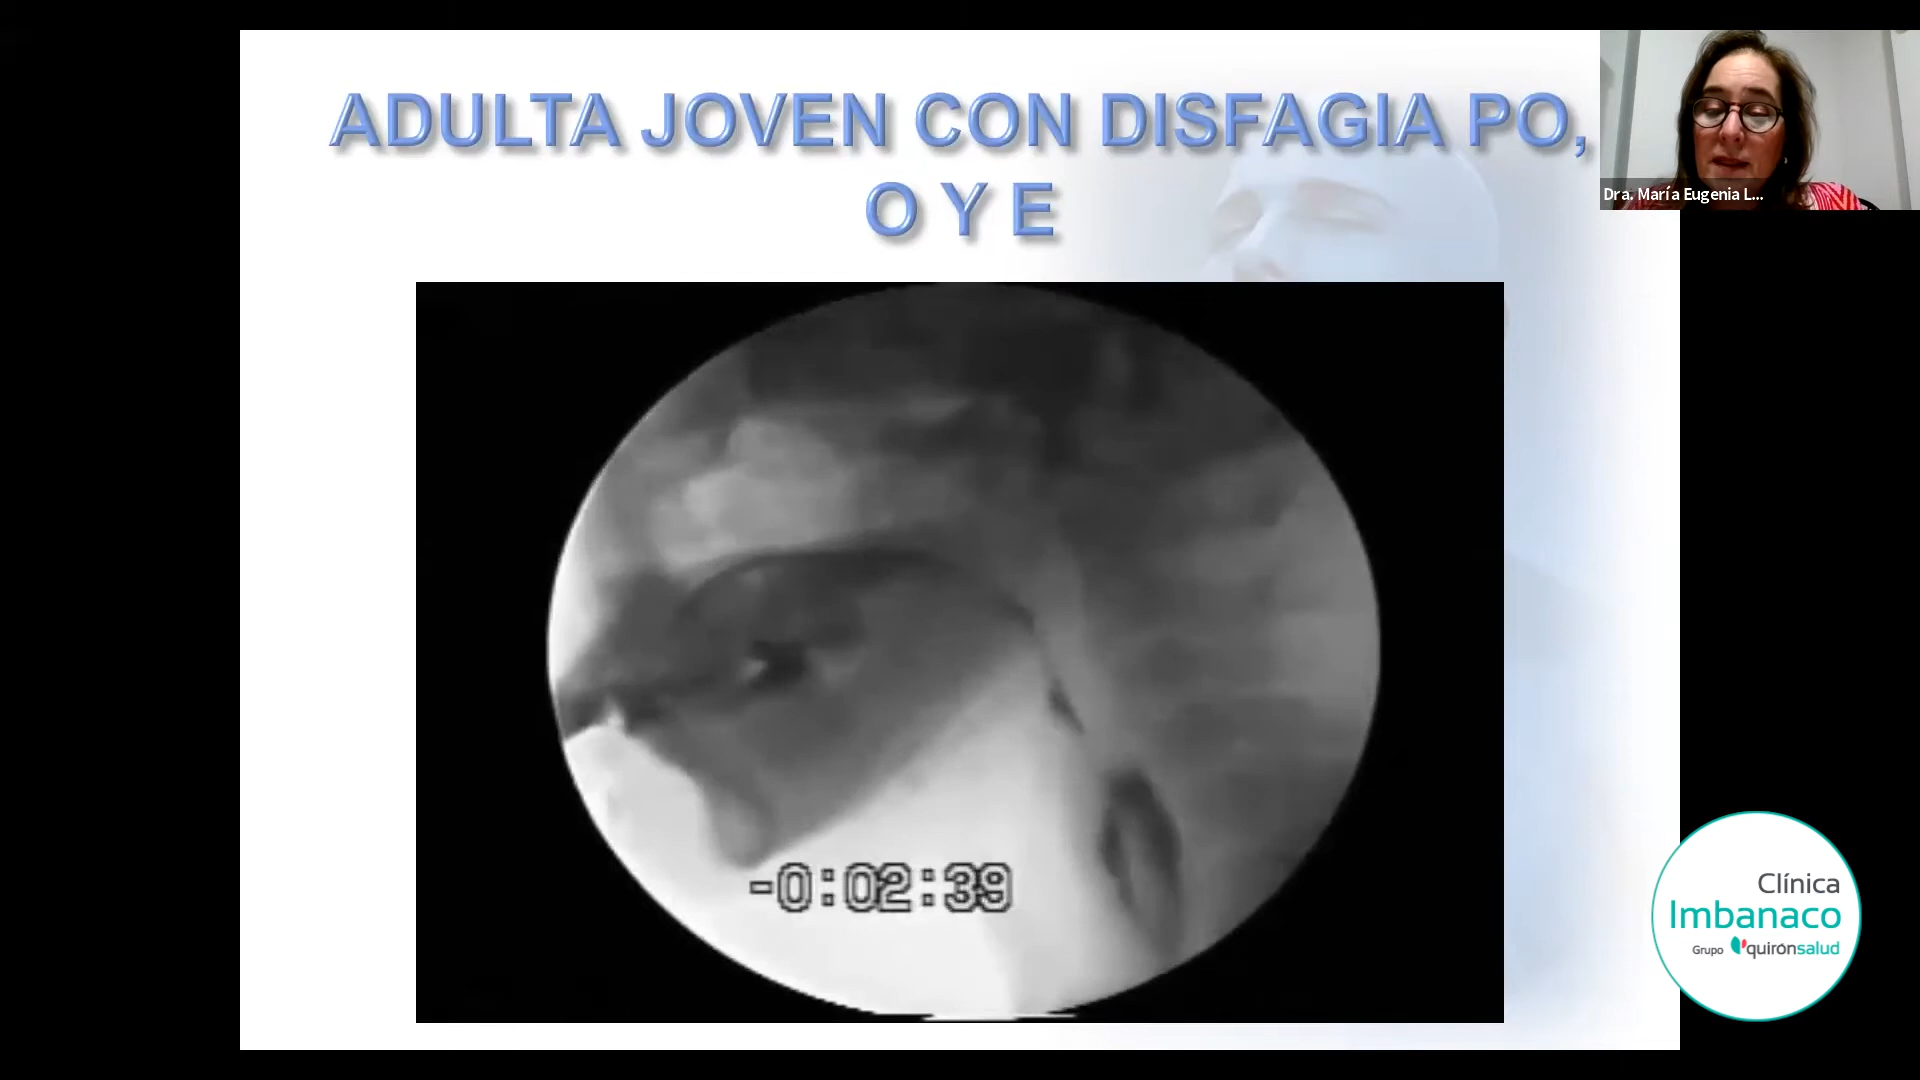 ADULTA JOVEN CON DISFAGIA PO,
O Y E
Dra. María Eugenia L...
-0:02:39
Clínica
Imbanaco
Grupo quirónsalud